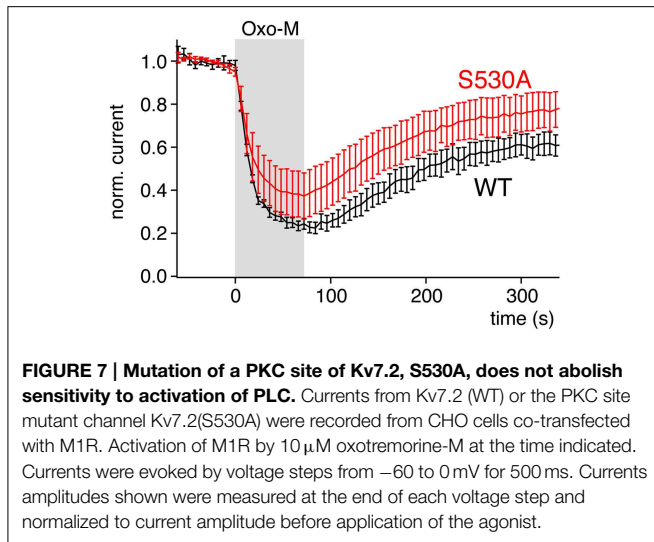 Oxo-M
1.0
0.8
0.6
0.4
0.2
0.0
norm. current
S530A
WT
0
100
200
300
time (s)
FIGURE 7 | Mutation of a PKC site of Kv7.2, S530A, does not abolish
sensitivity to activation of PLC. Currents from Kv7.2 (WT) or the PKC site
mutant channel Kv7.2(S530A) were recorded from CHO cells co-transfected
with M1R. Activation of M1R by 10 μM oxotremorine-M at the time indicated.
Currents were evoked by voltage steps from −60 to 0 mV for 500 ms. Currents
amplitudes shown were measured at the end of each voltage step and
normalized to current amplitude before application of the agonist.